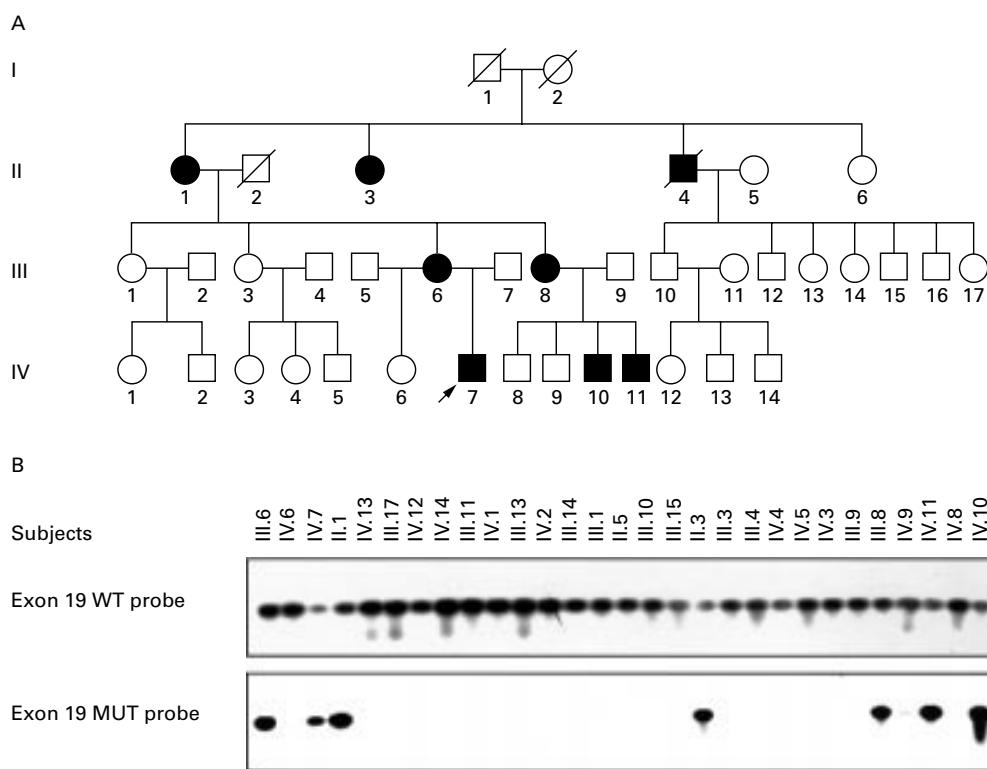 A
I
1 2
II
1 2 3 4 5 6
III
1 2 3 4 5 6 7 8 9 10 11 12 13 14 15 16 17
IV
1 2 3 4 5 6 7 8 9 10 11 12 13 14
B
Subjects III.6 IV.6 IV.7 II.1 IV.13 III.17 IV.12 IV.14 III.11 IV.1 III.13 IV.2 III.14 III.1 II.5 III.10 III.15 II.3 III.3 III.4 IV.4 IV.5 IV.3 III.9 III.8 IV.9 IV.11 IV.8 IV.10
Exon 19 WT probe
Exon 19 MUT probe